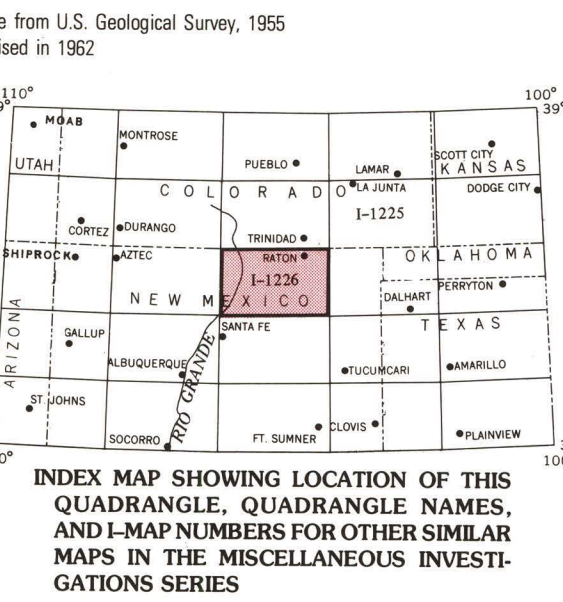 e from U.S. Geological Survey, 1955
ised in 1962
110°
100°
9°
39°
MOAB
MONTROSE
SCOTT CITY
UTAH
PUEBLO
LAMAR
KANSAS
COLORADO
LA JUNTA
DODGE CITY
I-1225
CORTEZ
DURANGO
TRINIDAD
SHIPROCK
AZTEC
RATON
OKLAHOMA
I-1226
PERRYTON
NEW MEXICO
DALHART
ARIZONA
SANTA FE
TEXAS
GALLUP
RIO GRANDE
ALBUQUERQUE
TUCUMCARI
AMARILLO
ST. JOHNS
SOCORRO
FT. SUMNER
CLOVIS
PLAINVIEW
0°
10
INDEX MAP SHOWING LOCATION OF THIS
QUADRANGLE, QUADRANGLE NAMES,
AND I–MAP NUMBERS FOR OTHER SIMILAR
MAPS IN THE MISCELLANEOUS INVESTI-
GATIONS SERIES